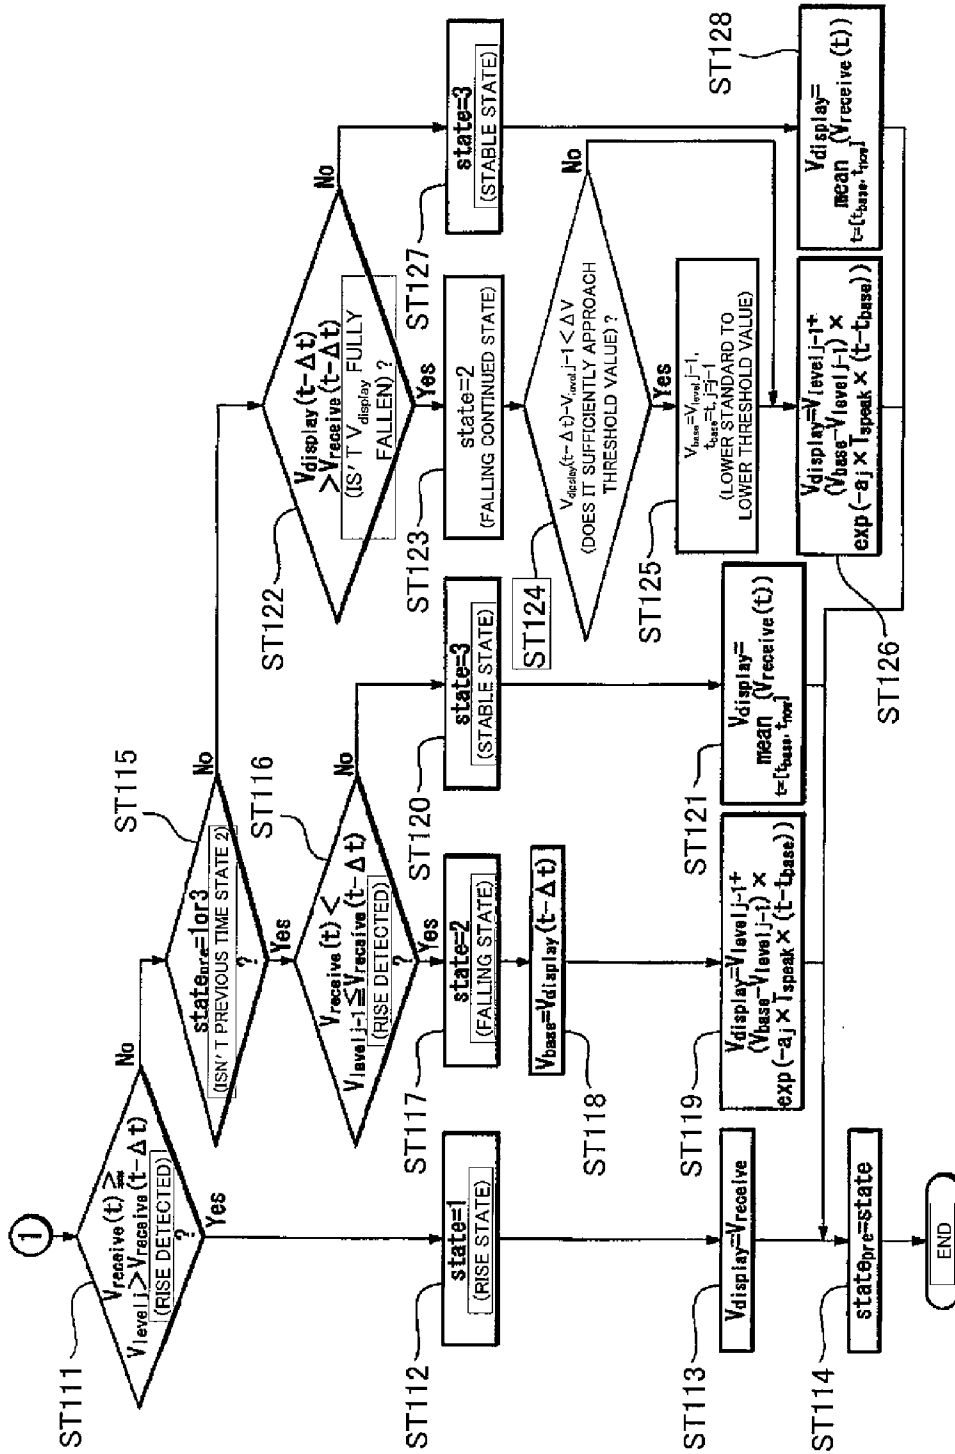 1
ST111
Vreceive(t)≧
Vlevel j>Vreceive(t-Δt)
(RISE DETECTED)
?
Yes
No
ST112
state=1
(RISE STATE)
ST113
Vdisplay=Vreceive
ST114
statepre=state
END
ST115
statepre=1or3
(ISN'T PREVIOUS TIME STATE 2)
?
Yes
No
ST116
Vreceive(t)<
Vlevel j-1≦Vreceive(t-Δt)
(RISE DETECTED)
?
Yes
No
ST117
state=2
(FALLING STATE)
ST118
Vbase=Vdisplay(t-Δt)
ST119
Vdisplay=Vlevel j-1+
(Vbase-Vlevel j-1)×
exp(-aj×Tspeak×(t-tbase))
ST120
state=3
(STABLE STATE)
ST121
Vdisplay=
mean (Vreceive(t))
t=[tbase, tnow]
ST122
Vdisplay(t-Δt)
>Vreceive(t-Δt)
(IS'T Vdisplay FULLY
FALLEN)?
Yes
No
ST123
state=2
(FALLING CONTINUED STATE)
ST124
Vdisplay(t-Δt)-Vlevel j-1<ΔV
(DOES IT SUFFICIENTLY APPROACH
THRESHOLD VALUE)?
Yes
No
ST125
Vbase=Vlevel j-1,
tbase=t, j=j-1
(LOWER STANDARD TO
LOWER THRESHOLD VALUE)
ST126
Vdisplay=Vlevel j-1+
(Vbase-Vlevel j-1)×
exp(-aj×Tspeak×(t-tbase))
ST127
state=3
(STABLE STATE)
ST128
Vdisplay=
mean (Vreceive(t))
t=[tbase, tnow]